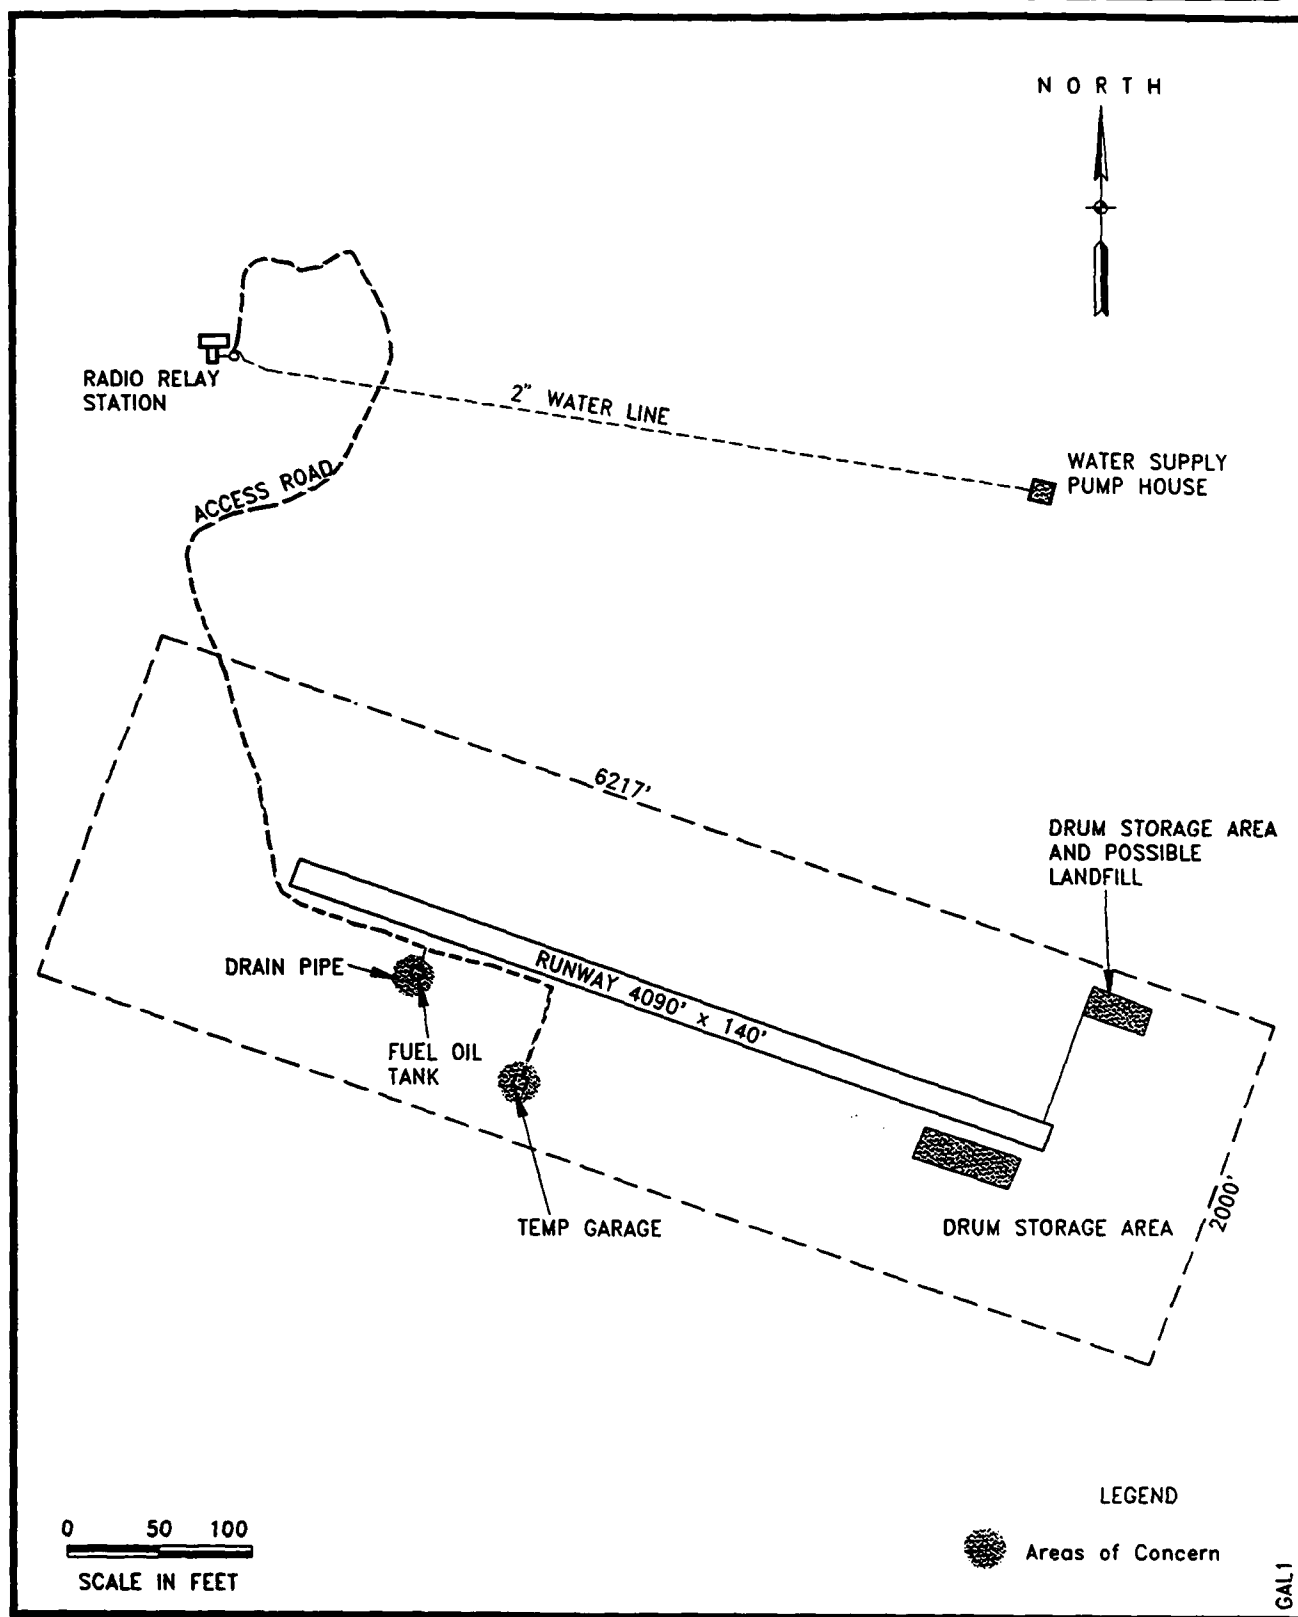 NORTH
RADIO RELAY
STATION
2" WATER LINE
WATER SUPPLY
PUMP HOUSE
ACCESS ROAD
6217'
DRUM STORAGE AREA
AND POSSIBLE
LANDFILL
DRAIN PIPE
RUNWAY 4090' x 140'
FUEL OIL
TANK
TEMP GARAGE
DRUM STORAGE AREA
2000'
LEGEND
Areas of Concern
0 50 100
SCALE IN FEET
GAL1